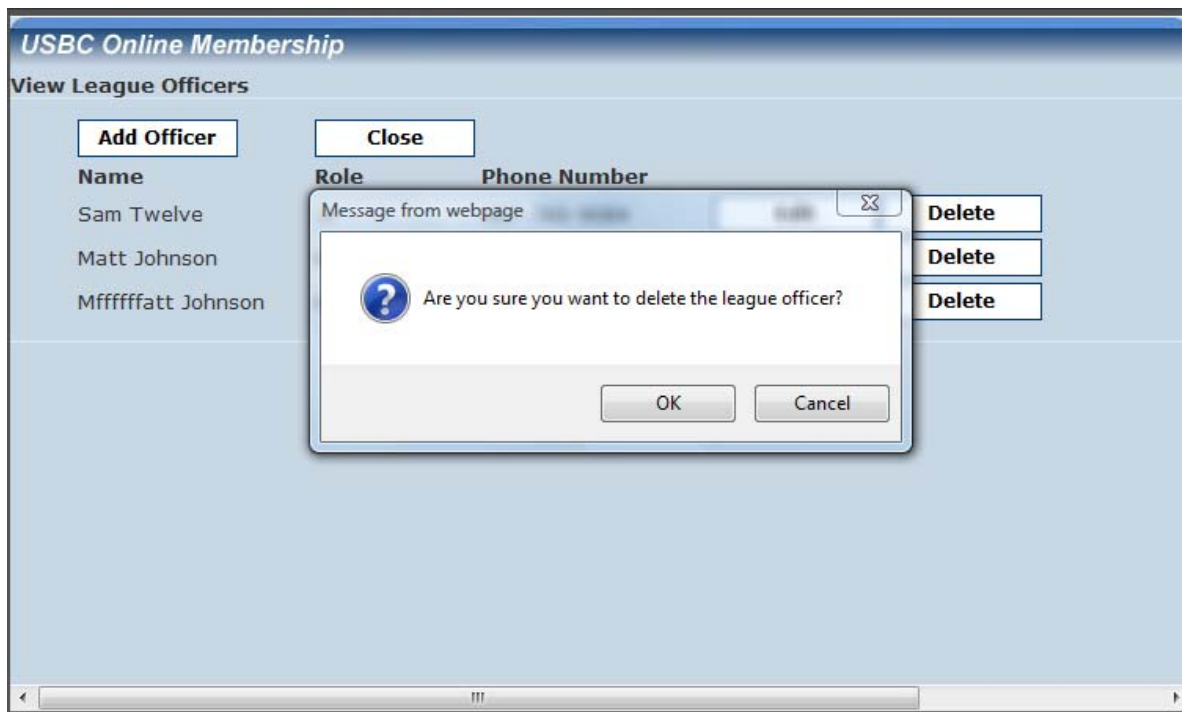 USBC Online Membership
View League Officers
Add Officer Close
Name Role Phone Number
Sam Twelve Delete
Matt Johnson Delete
Mffffffatt Johnson Delete
Message from webpage
Are you sure you want to delete the league officer?
OK Cancel